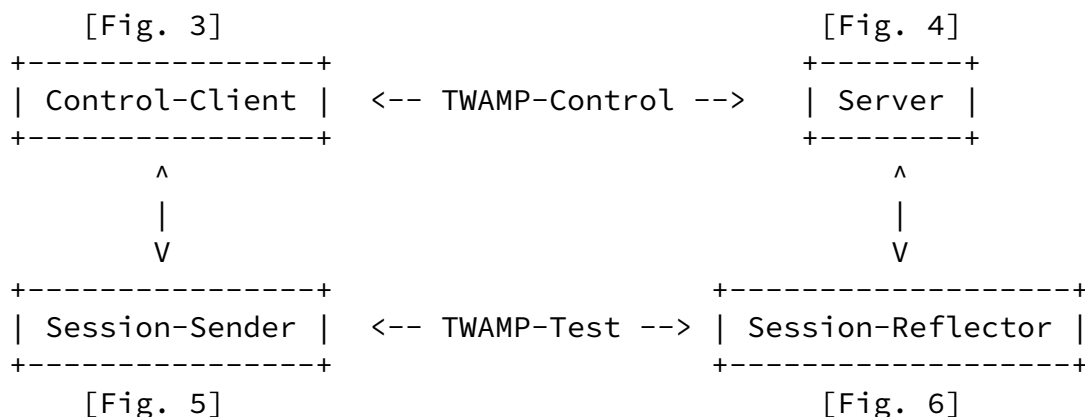 [Fig. 3] [Fig. 4]
+----------------+ +--------+
| Control-Client | <-- TWAMP-Control --> | Server |
+----------------+ +--------+
^ ^
| |
V V
+----------------+ +-------------------+
| Session-Sender | <-- TWAMP-Test --> | Session-Reflector |
+----------------+ +-------------------+
[Fig. 5] [Fig. 6]